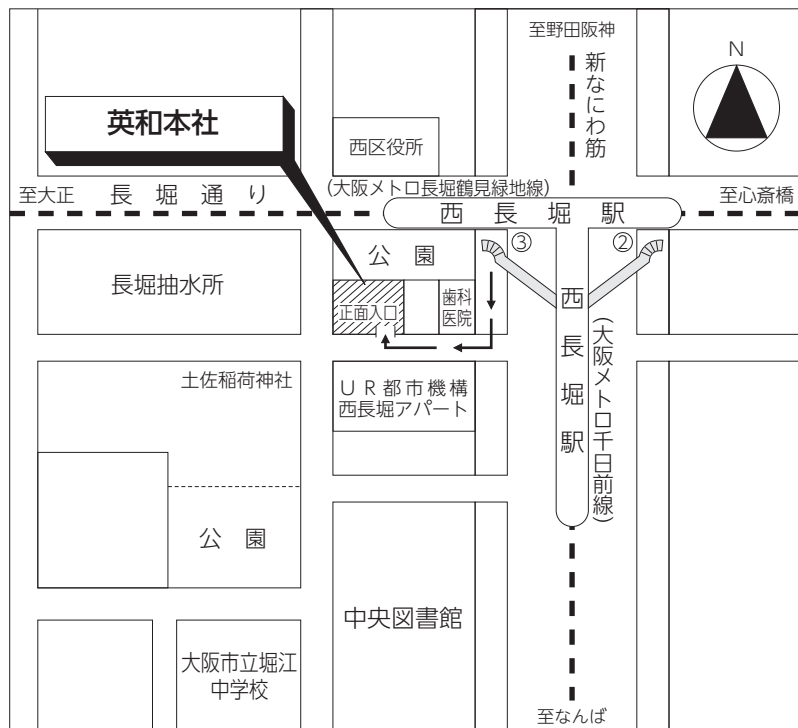 至野田阪神
新なにわ筋
N
英和本社
西区役所
至大正
長堀通り
(大阪メトロ長堀鶴見緑地線)
西長堀駅
至心斎橋
公園
③
②
長堀抽水所
正面入口
歯科
医院
西長堀駅
(大阪メトロ千日前線)
土佐稲荷神社
UR都市機構
西長堀アパート
公園
中央図書館
大阪市立堀江
中学校
至なんば